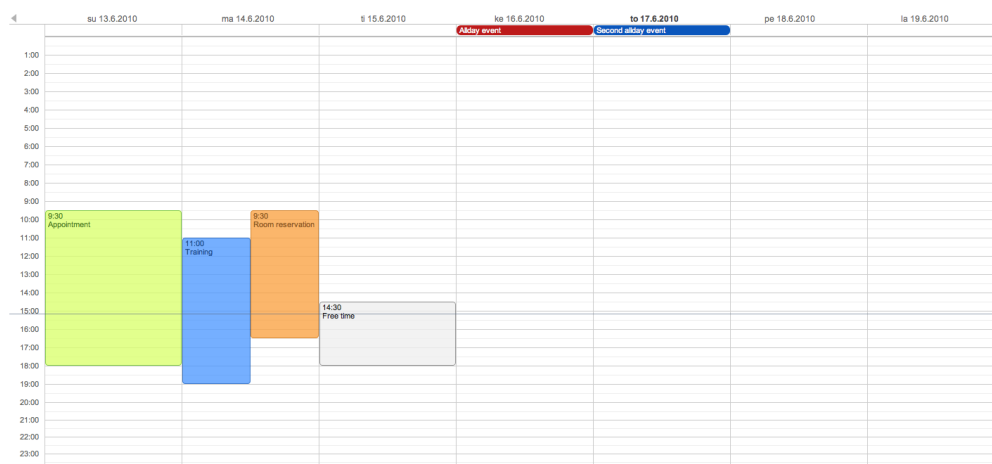 su 13.6.2010
ma 14.6.2010
ti 15.6.2010
ke 16.6.2010
to 17.6.2010
pe 18.6.2010
la 19.6.2010
Allday event
Second allday event
1:00
2:00
3:00
4:00
5:00
6:00
7:00
8:00
9:00
10:00
11:00
12:00
13:00
14:00
15:00
16:00
17:00
18:00
19:00
20:00
21:00
22:00
23:00
9:30
Appointment
11:00
Training
9:30
Room reservation
14:30
Free time